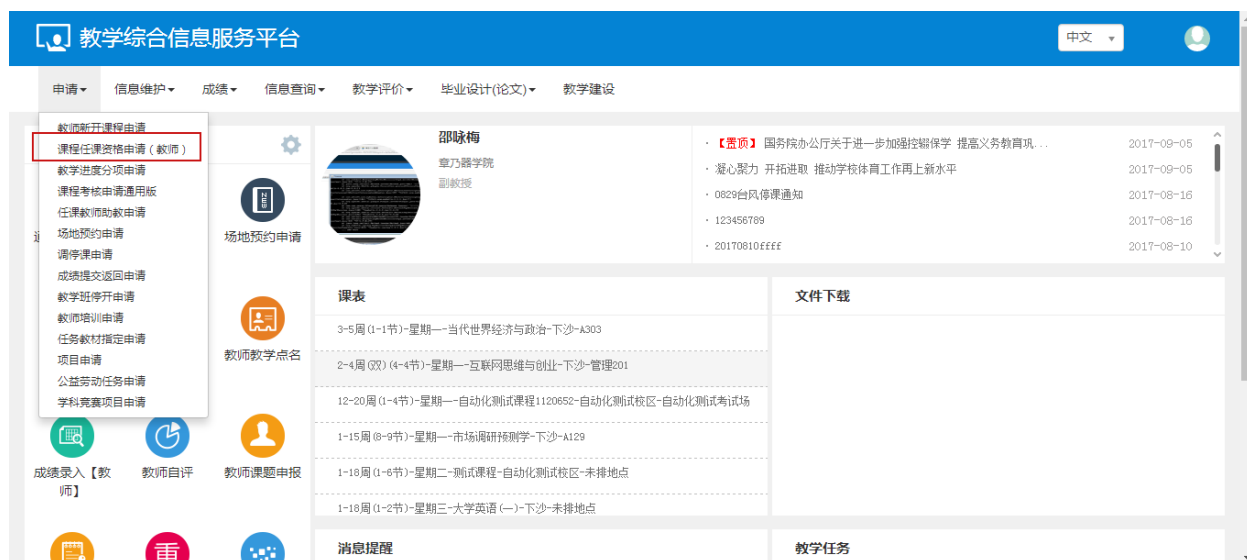 教学综合信息服务平台
中文
申请 信息维护 成绩 信息查询 教学评价 毕业设计(论文) 教学建设
教师新开课程申请
课程任课资格申请（教师）
教学进度分项申请
课程考核申请通用版
任课教师助教申请
场地预约申请
调停课申请
成绩提交返回申请
教学班停开申请
教师培训申请
任务教材指定申请
项目申请
公益劳动任务申请
学科竞赛项目申请
场地预约申请
教师教学点名
成绩录入【教师】
教师自评
教师课题申报
重
邵咏梅
章乃器学院
副教授
· 【置顶】 国务院办公厅关于进一步加强控辍保学 提高义务教育巩... 2017-09-05
· 凝心聚力 开拓进取 推动学校体育工作再上新水平 2017-09-05
· 0829台风停课通知 2017-08-16
· 123456789 2017-08-16
· 20170810ffff 2017-08-10
课表
3-5周(1-1节)-星期一-当代世界经济与政治-下沙-A303
2-4周(双)(4-4节)-星期一-互联网思维与创业-下沙-管理201
12-20周(1-4节)-星期一-自动化测试课程1120652-自动化测试校区-自动化测试考试场
1-15周(8-9节)-星期一-市场调研预测学-下沙-A129
1-18周(1-6节)-星期二-测试课程-自动化测试校区-未排地点
1-18周(1-2节)-星期三-大学英语(一)-下沙-未排地点
文件下载
消息提醒
教学任务